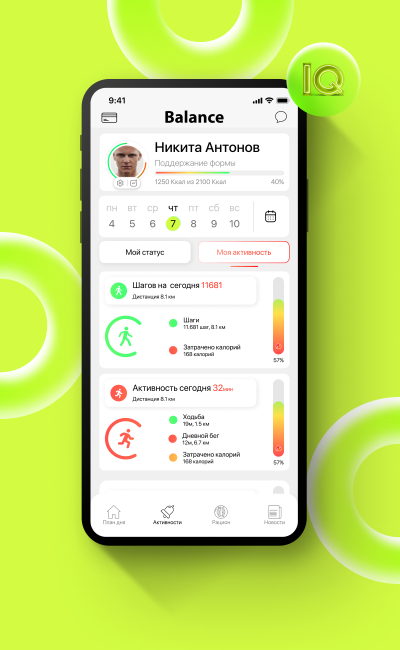 IQ
9:41
Balance
Никита Антонов
Поддержание формы
1250 Ккал из 2100 Ккал
40%
пн вт ср чт пт сб вс
4 5 6 7 8 9 10
Мой статус
Моя активность
Шагов на сегодня 11681
Дистанция 8.1 км
Шаги
11.681 шаг, 8.1 км
Затрачено калорий
168 калорий
57%
Активность сегодня 32мин
Дистанция 8.1 км
Ходьба
19м, 1.5 км
Дневной бег
12м, 6.7 км
Затрачено калорий
168 калорий
57%
План дня
Активности
Рацион
Новости